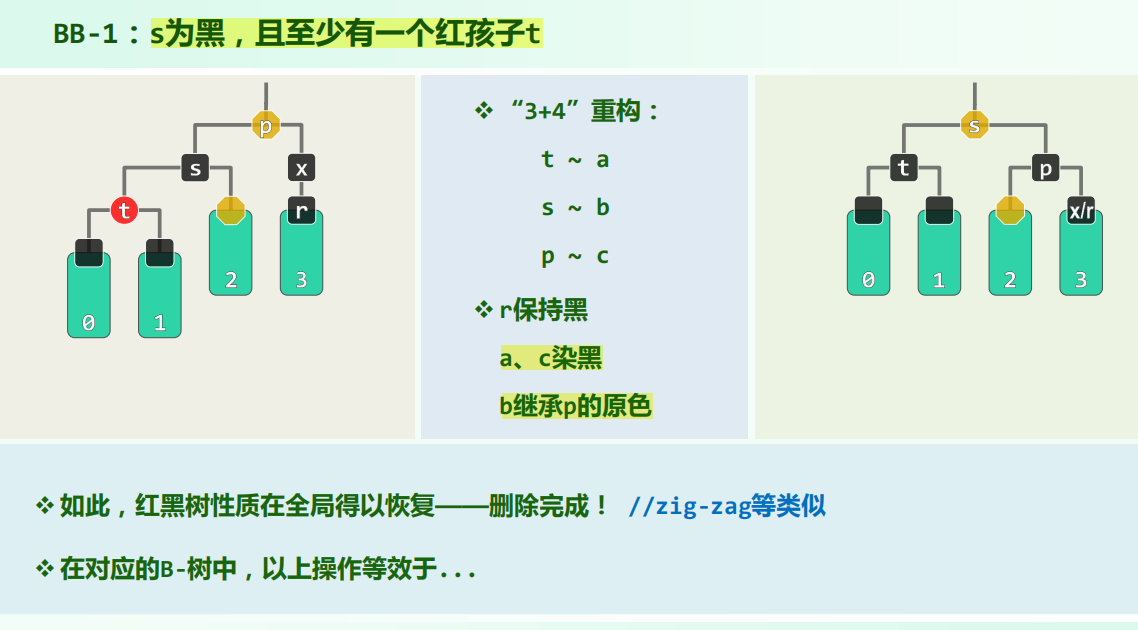 BB-1：s为黑，且至少有一个红孩子t
p
s
x
t
r
2
3
0
1
❖ “3+4”重构：
t ~ a
s ~ b
p ~ c
❖ r保持黑
a、c染黑
b继承p的原色
s
t
p
x/r
0
1
2
3
❖ 如此，红黑树性质在全局得以恢复——删除完成！ //zig-zag等类似
❖ 在对应的B-树中，以上操作等效于...